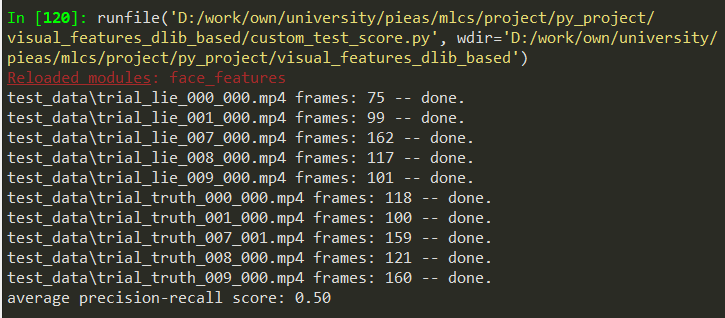 In [120]: runfile('D:/work/own/university/pieas/mlcs/project/py_project/
visual_features_dlib_based/custom_test_score.py', wdir='D:/work/own/university/
pieas/mlcs/project/py_project/visual_features_dlib_based')
Reloaded modules: face_features
test_data\trial_lie_000_000.mp4 frames: 75 -- done.
test_data\trial_lie_001_000.mp4 frames: 99 -- done.
test_data\trial_lie_007_000.mp4 frames: 162 -- done.
test_data\trial_lie_008_000.mp4 frames: 117 -- done.
test_data\trial_lie_009_000.mp4 frames: 101 -- done.
test_data\trial_truth_000_000.mp4 frames: 118 -- done.
test_data\trial_truth_001_000.mp4 frames: 100 -- done.
test_data\trial_truth_007_001.mp4 frames: 159 -- done.
test_data\trial_truth_008_000.mp4 frames: 121 -- done.
test_data\trial_truth_009_000.mp4 frames: 160 -- done.
average precision-recall score: 0.50